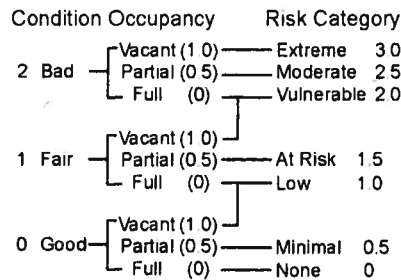 Condition Occupancy Risk Category
Vacant (1 0) Extreme 3 0
2 Bad Partial (0 5) Moderate 2 5
Full (0) Vulnerable 2 0
Vacant (1 0)
1 Fair Partial (0 5) At Risk 1.5
Full (0) Low 1.0
Vacant (1 0)
0 Good Partial (0 5) Minimal 0.5
Full (0) None 0